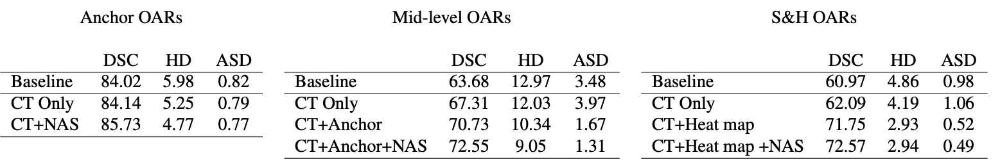 Anchor OARs
DSC HD ASD
Baseline 84.02 5.98 0.82
CT Only 84.14 5.25 0.79
CT+NAS 85.73 4.77 0.77
Mid-level OARs
DSC HD ASD
Baseline 63.68 12.97 3.48
CT Only 67.31 12.03 3.97
CT+Anchor 70.73 10.34 1.67
CT+Anchor+NAS 72.55 9.05 1.31
S&H OARs
DSC HD ASD
Baseline 60.97 4.86 0.98
CT Only 62.09 4.19 1.06
CT+Heat map 71.75 2.93 0.52
CT+Heat map +NAS 72.57 2.94 0.49